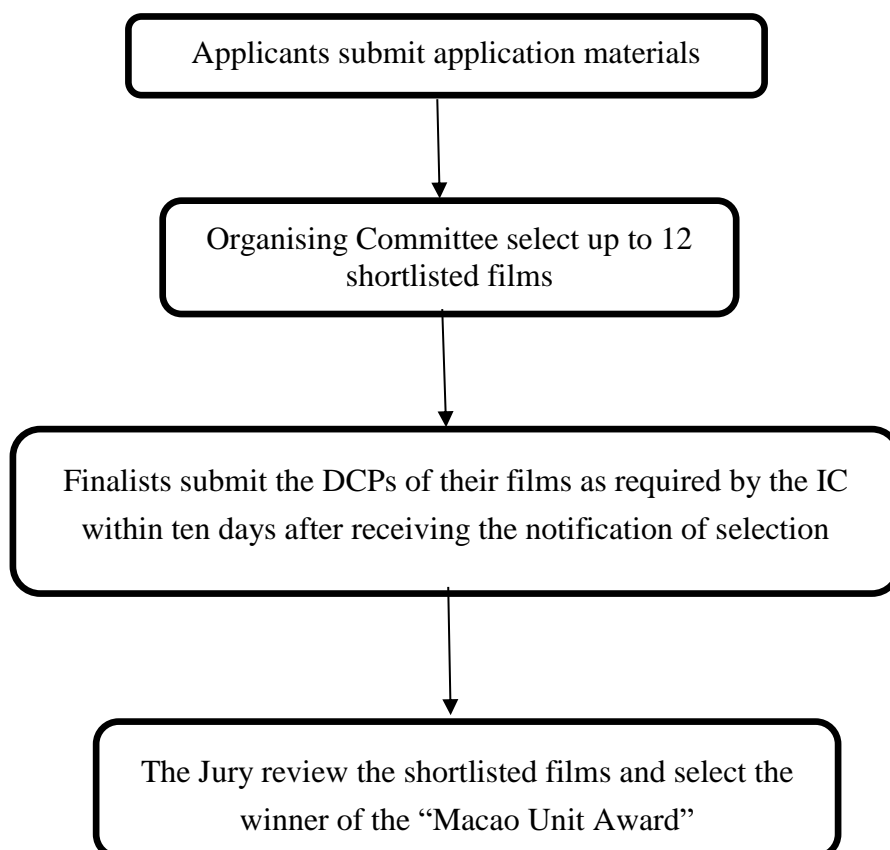 Applicants submit application materials
Organising Committee select up to 12
shortlisted films
Finalists submit the DCPs of their films as required by the IC
within ten days after receiving the notification of selection
The Jury review the shortlisted films and select the
winner of the “Macao Unit Award”